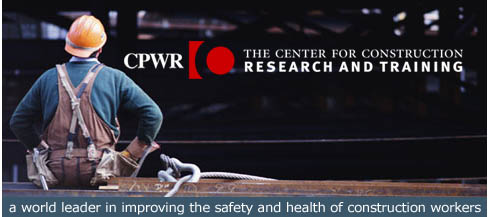 CPWR
THE CENTER FOR CONSTRUCTION
RESEARCH AND TRAINING
a world leader in improving the safety and health of construction workers